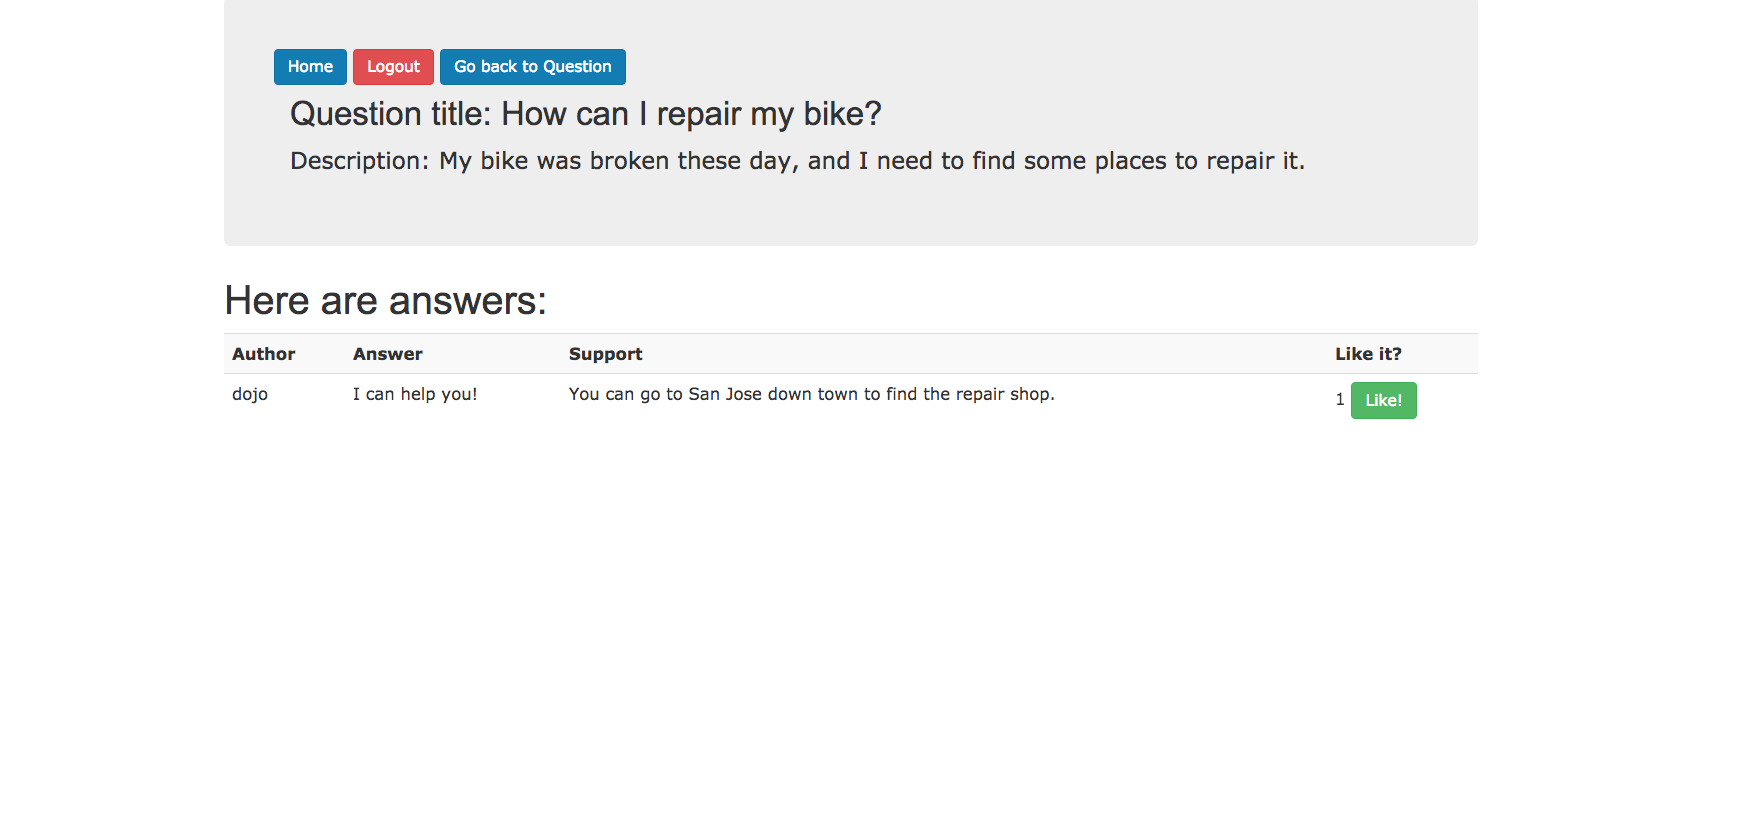 Home Logout Go back to Question
Question title: How can I repair my bike?
Description: My bike was broken these day, and I need to find some places to repair it.
Here are answers:
Author Answer Support Like it?
dojo I can help you! You can go to San Jose down town to find the repair shop. 1 Like!